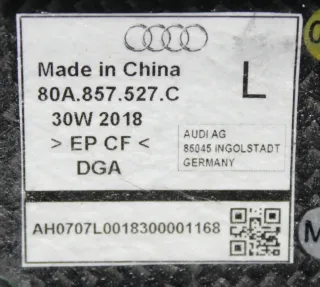 Made in China
80A.857.527.C
L
30W 2018
> EP CF <
DGA
AUDI AG
85045 INGOLSTADT
GERMANY
AH0707L0018300001168
M